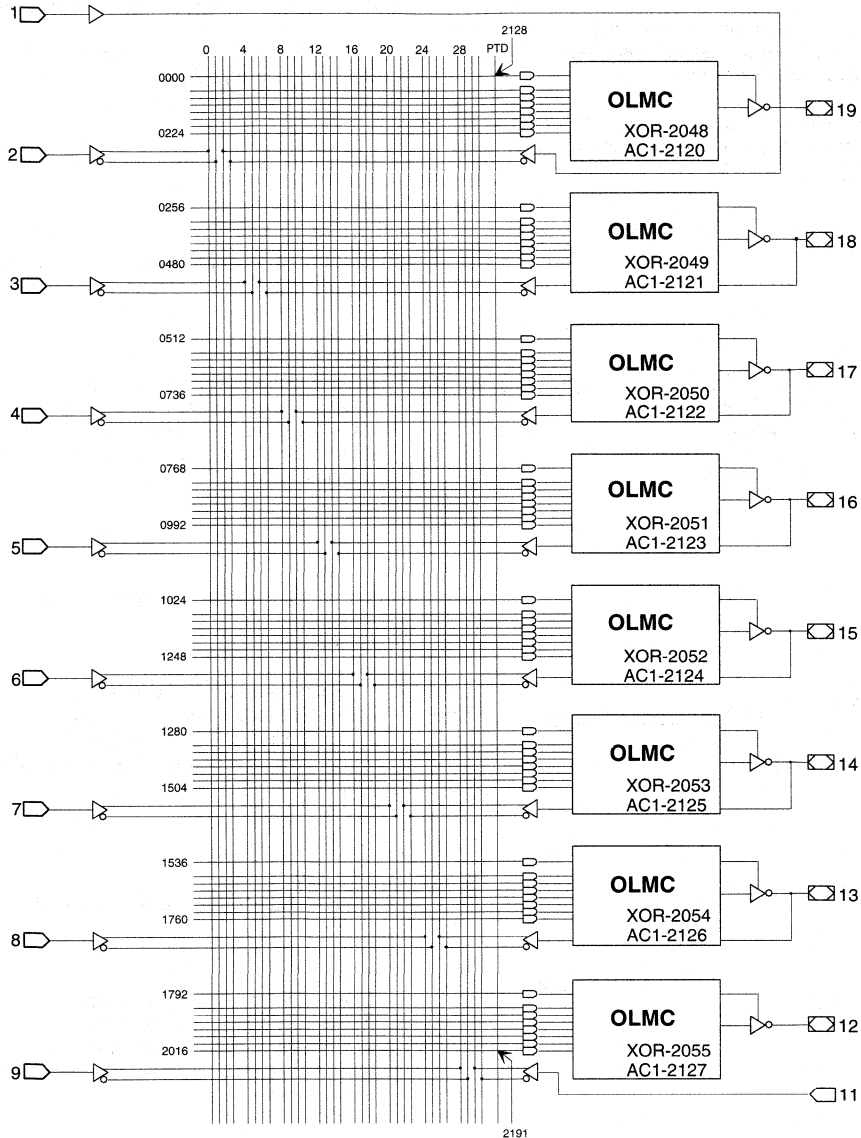 1
2128
0 4 8 12 16 20 24 28 PTD
0000
OLMC
19
XOR-2048
0224
AC1-2120
2
0256
OLMC
18
XOR-2049
0480
AC1-2121
3
0512
OLMC
17
XOR-2050
0736
AC1-2122
4
0768
OLMC
16
XOR-2051
0992
AC1-2123
5
1024
OLMC
15
XOR-2052
1248
AC1-2124
6
1280
OLMC
14
XOR-2053
1504
AC1-2125
7
1536
OLMC
13
XOR-2054
1760
AC1-2126
8
1792
OLMC
12
XOR-2055
2016
AC1-2127
9
11
2191